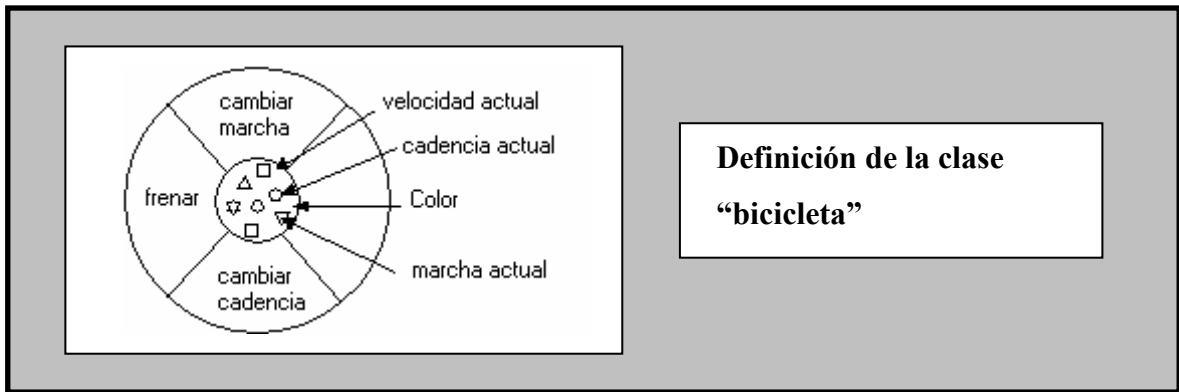 cambiar
marcha
velocidad actual
cadencia actual
frenar
Color
marcha actual
cambiar
cadencia
Definición de la clase
“bicicleta”